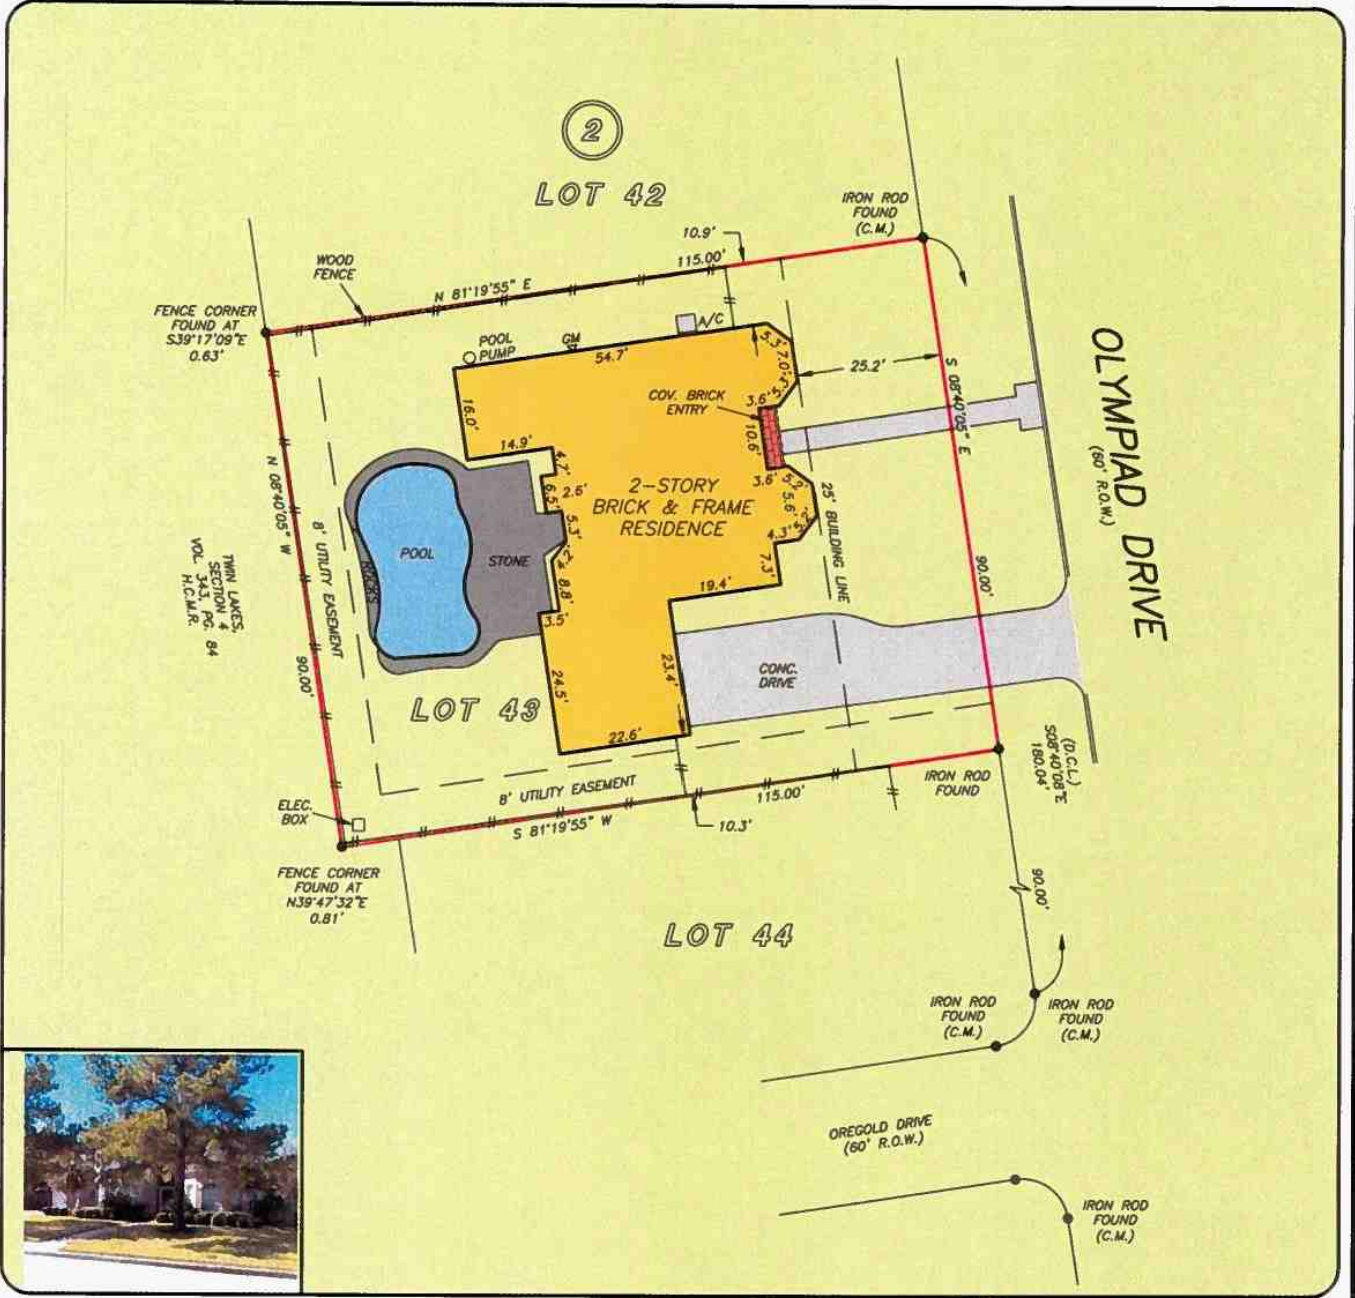 2
LOT 42
IRON ROD
FOUND
(C.M.)
10.9'
115.00'
WOOD
FENCE
N 81°19'55" E
FENCE CORNER
FOUND AT
S39°17'09"E
0.63'
A/C
POOL
PUMP
GM
54.7'
5.3'
7.0'
5.3'
25.2'
S 08°40'05" E
OLYMPIAD DRIVE
(60' R.O.W.)
COV. BRICK
ENTRY
3.6'
10.6'
3.6'
16.0'
14.9'
4.7'
2.6'
6.5'
5.3'
8.8'
3.5'
2-STORY
BRICK & FRAME
RESIDENCE
5.2'
5.6'
5.2'
4.3'
7.3'
25' BUILDING LINE
19.4'
90.00'
N 08°40'05" W
8' UTILITY EASEMENT
POOL
STONE
ROCKS
TWIN LAKES,
SECTION 4
VOL. 343, PG. 84
H.C.M.R.
90.00'
23.4'
CONC.
DRIVE
LOT 43
24.5'
22.6'
(D.C.L.)
S08°40'08"E
180.04'
IRON ROD
FOUND
8' UTILITY EASEMENT
115.00'
S 81°19'55" W
10.3'
ELEC.
BOX
FENCE CORNER
FOUND AT
N39°47'32"E
0.81'
90.00'
LOT 44
IRON ROD
FOUND
(C.M.)
IRON ROD
FOUND
(C.M.)
OREGOLD DRIVE
(60' R.O.W.)
IRON ROD
FOUND
(C.M.)